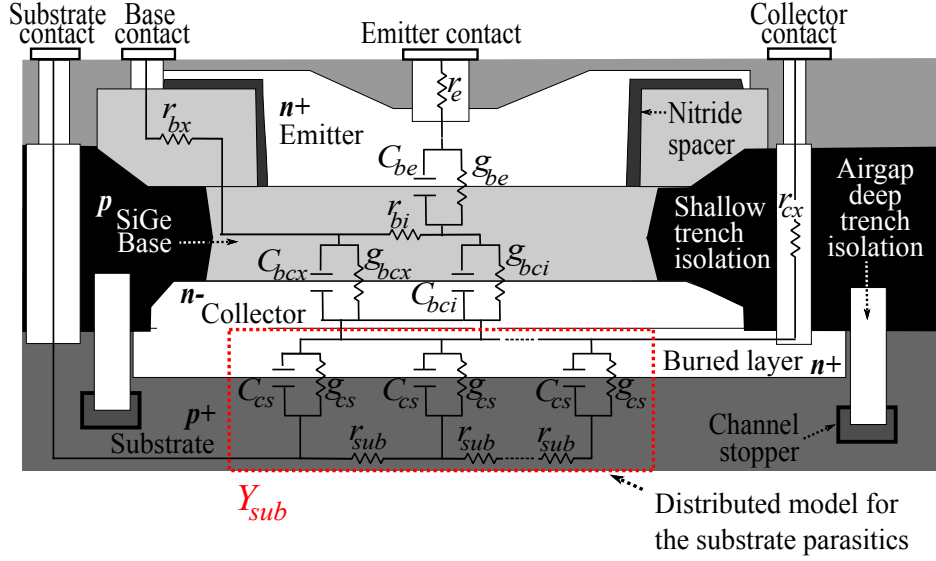 Substrate
contact
Base
contact
Emitter contact
Collector
contact
r_e
n+
Emitter
r_bx
Nitride
spacer
C_be
g_be
p
SiGe
Base
r_bi
Shallow
trench
isolation
r_cx
Airgap
deep
trench
isolation
C_bcx
g_bcx
C_bci
g_bci
n-
Collector
Buried layer n+
C_cs
g_cs
C_cs
g_cs
C_cs
g_cs
p+
Substrate
r_sub
r_sub
r_sub
Channel
stopper
Y_sub
Distributed model for
the substrate parasitics